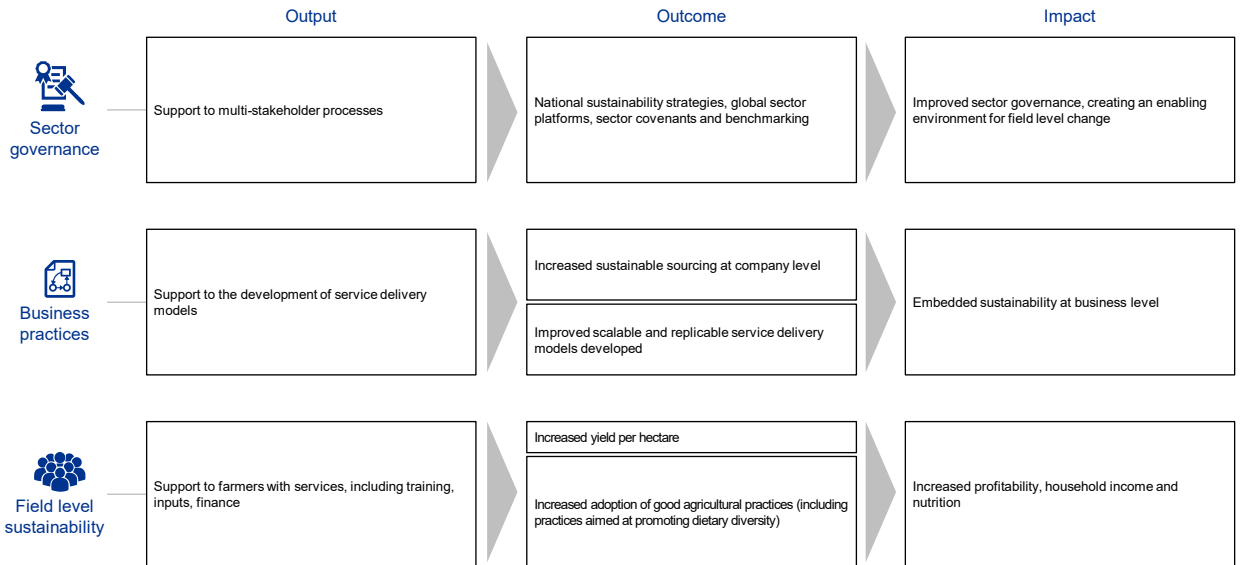 Output
Outcome
Impact
Sector
governance
Support to multi-stakeholder processes
National sustainability strategies, global sector
platforms, sector covenants and benchmarking
Improved sector governance, creating an enabling
environment for field level change
Business
practices
Support to the development of service delivery
models
Increased sustainable sourcing at company level
Improved scalable and replicable service delivery
models developed
Embedded sustainability at business level
Field level
sustainability
Support to farmers with services, including training,
inputs, finance
Increased yield per hectare
Increased adoption of good agricultural practices (including
practices aimed at promoting dietary diversity)
Increased profitability, household income and
nutrition